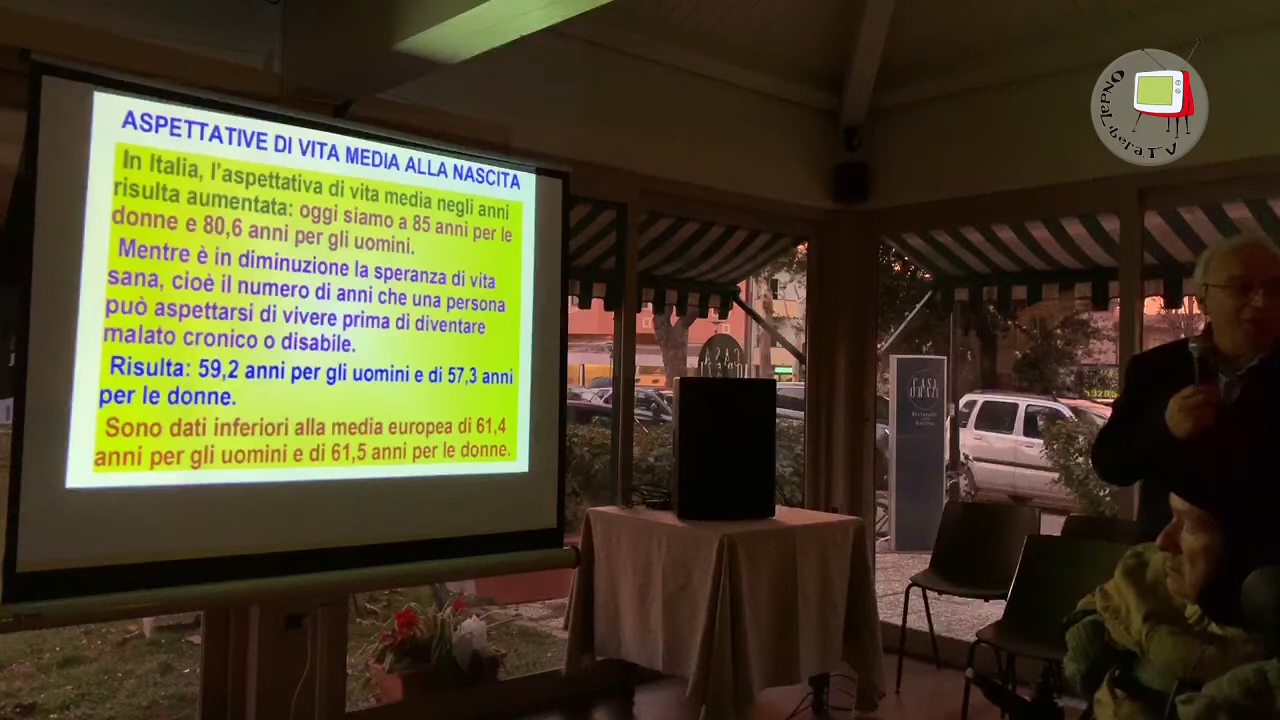 ASPETTATIVE DI VITA MEDIA ALLA NASCITA
In Italia, l'aspettativa di vita media negli anni
risulta aumentata: oggi siamo a 85 anni per le
donne e 80,6 anni per gli uomini.
Mentre è in diminuzione la speranza di vita
sana, cioè il numero di anni che una persona
può aspettarsi di vivere prima di diventare
malato cronico o disabile.
Risulta: 59,2 anni per gli uomini e di 57,3 anni
per le donne.
Sono dati inferiori alla media europea di 61,4
anni per gli uomini e di 61,5 anni per le donne.
OndaLibera.TV